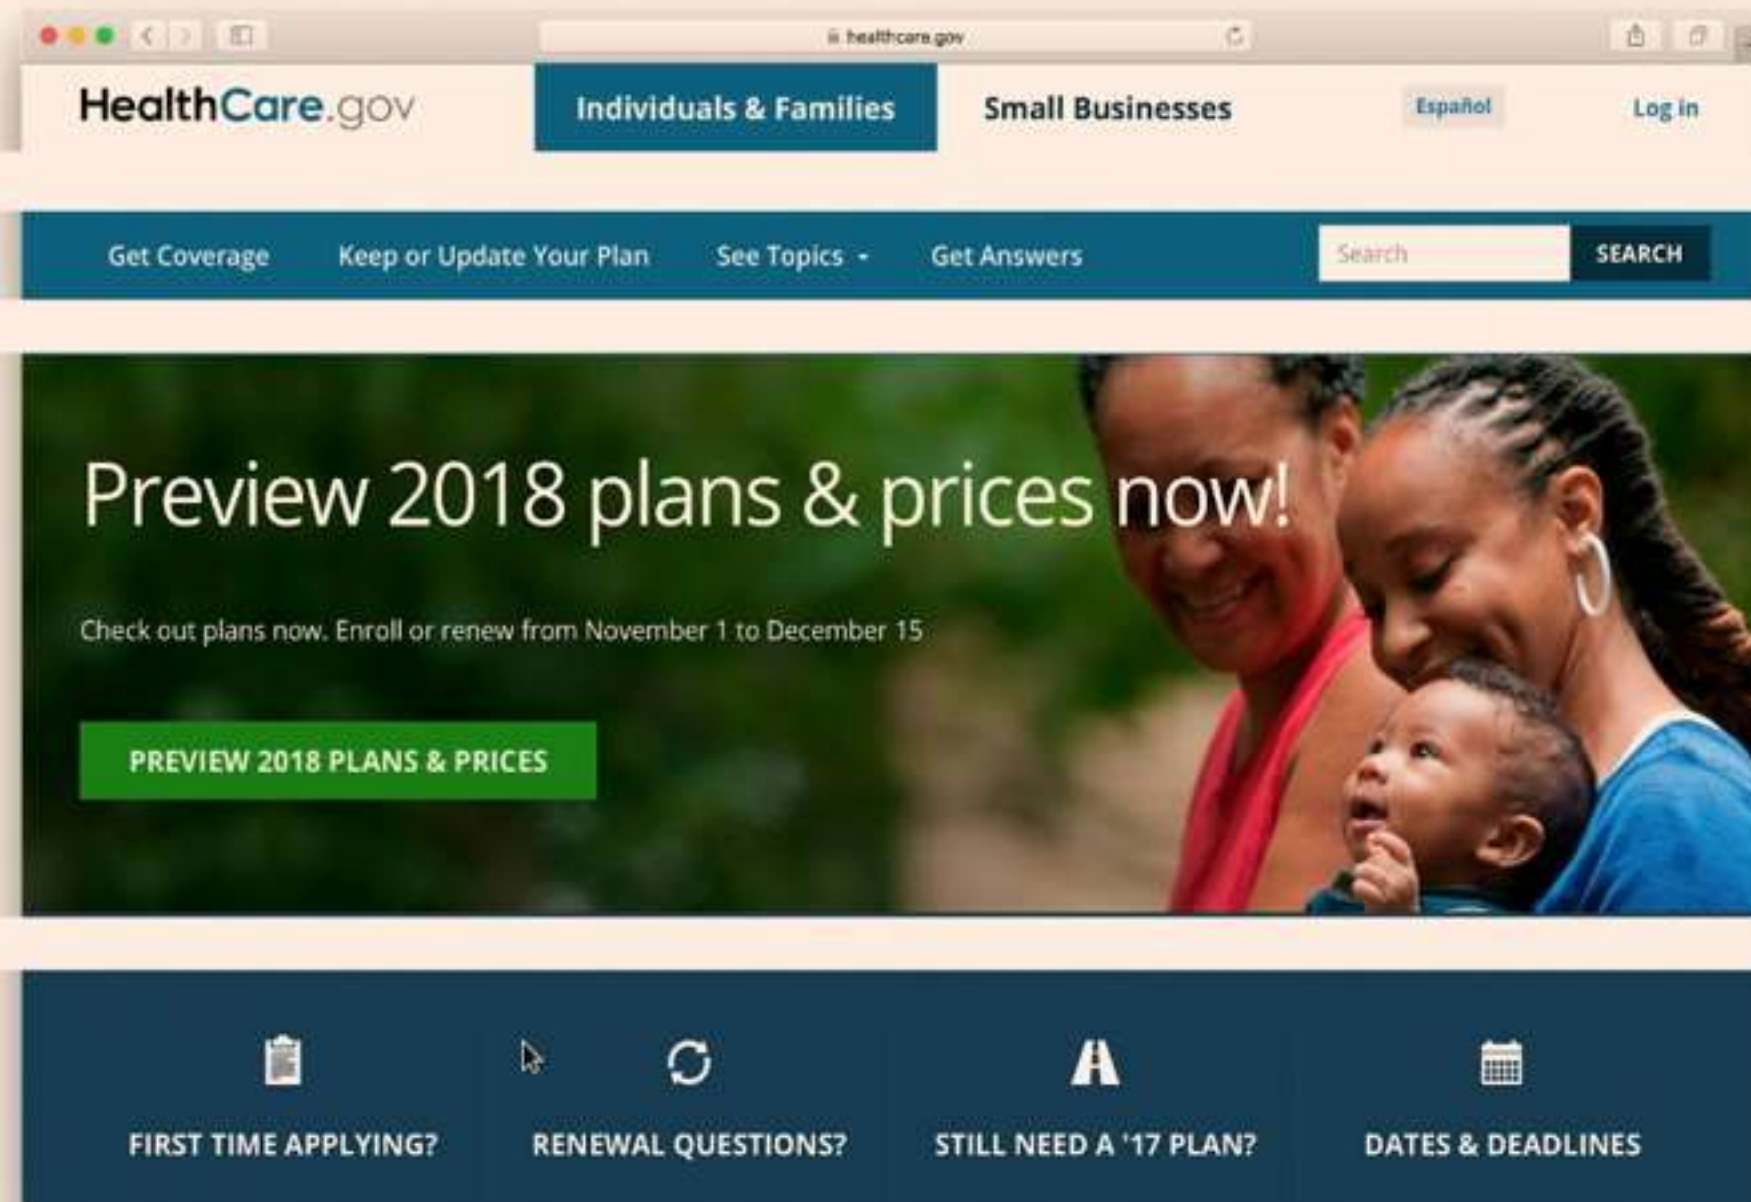 healthcare.gov
HealthCare.gov
Individuals & Families
Small Businesses
Español
Log in
Get Coverage
Keep or Update Your Plan
See Topics
Get Answers
Search
SEARCH
Preview 2018 plans & prices now!
Check out plans now. Enroll or renew from November 1 to December 15
PREVIEW 2018 PLANS & PRICES
FIRST TIME APPLYING?
RENEWAL QUESTIONS?
STILL NEED A '17 PLAN?
DATES & DEADLINES